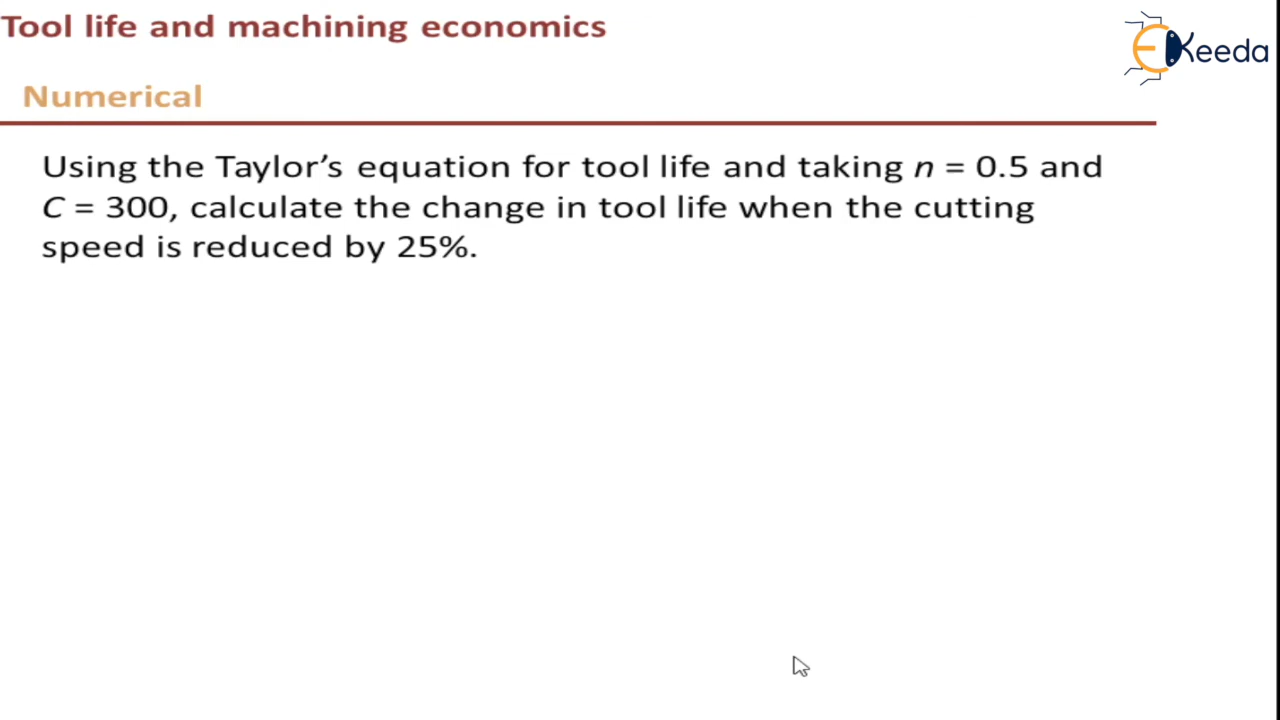 Tool life and machining economics
EKeeda
Numerical
Using the Taylor’s equation for tool life and taking n = 0.5 and
C = 300, calculate the change in tool life when the cutting
speed is reduced by 25%.